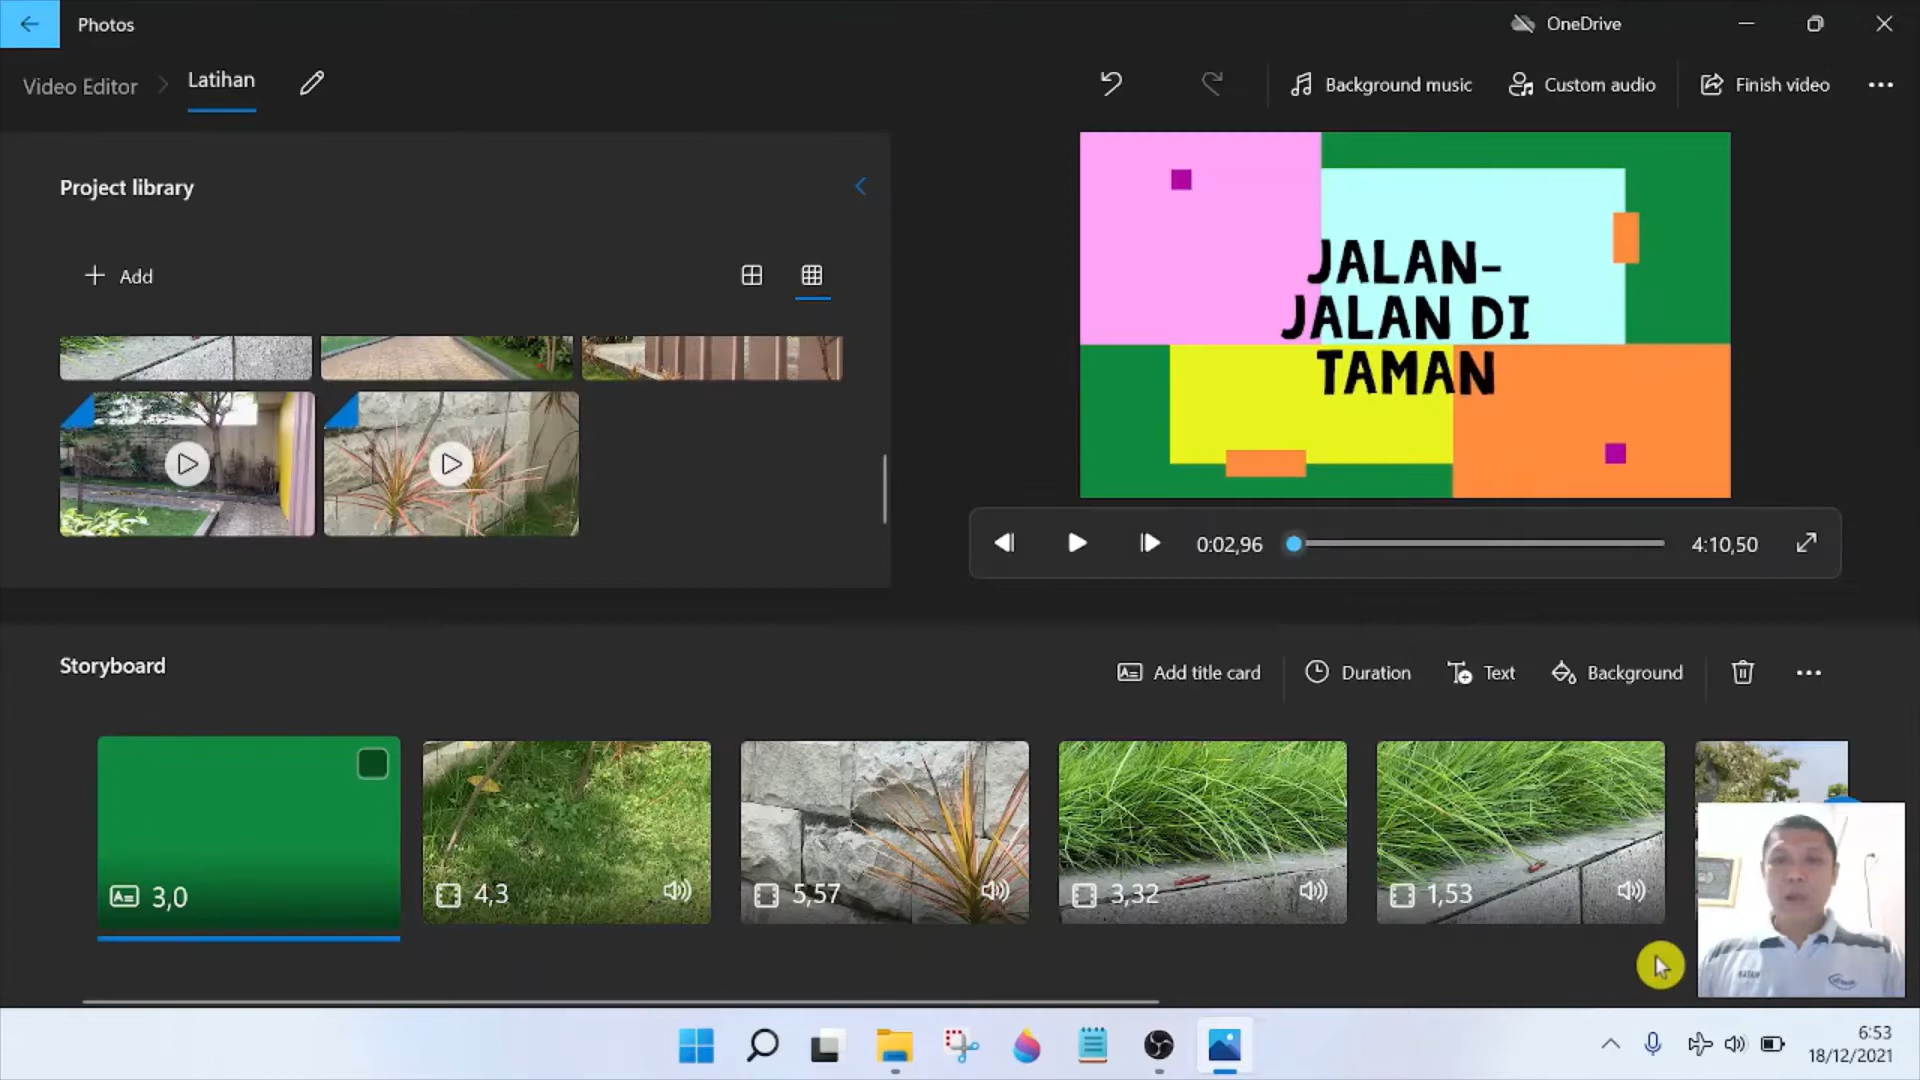 Photos
OneDrive
Video Editor
Latihan
Background music
Custom audio
Finish video
Project library
Add
JALAN-
JALAN DI
TAMAN
0:02,96
4:10,50
Storyboard
Add title card
Duration
Text
Background
3,0
4,3
5,57
3,32
1,53
6:53
18/12/2021